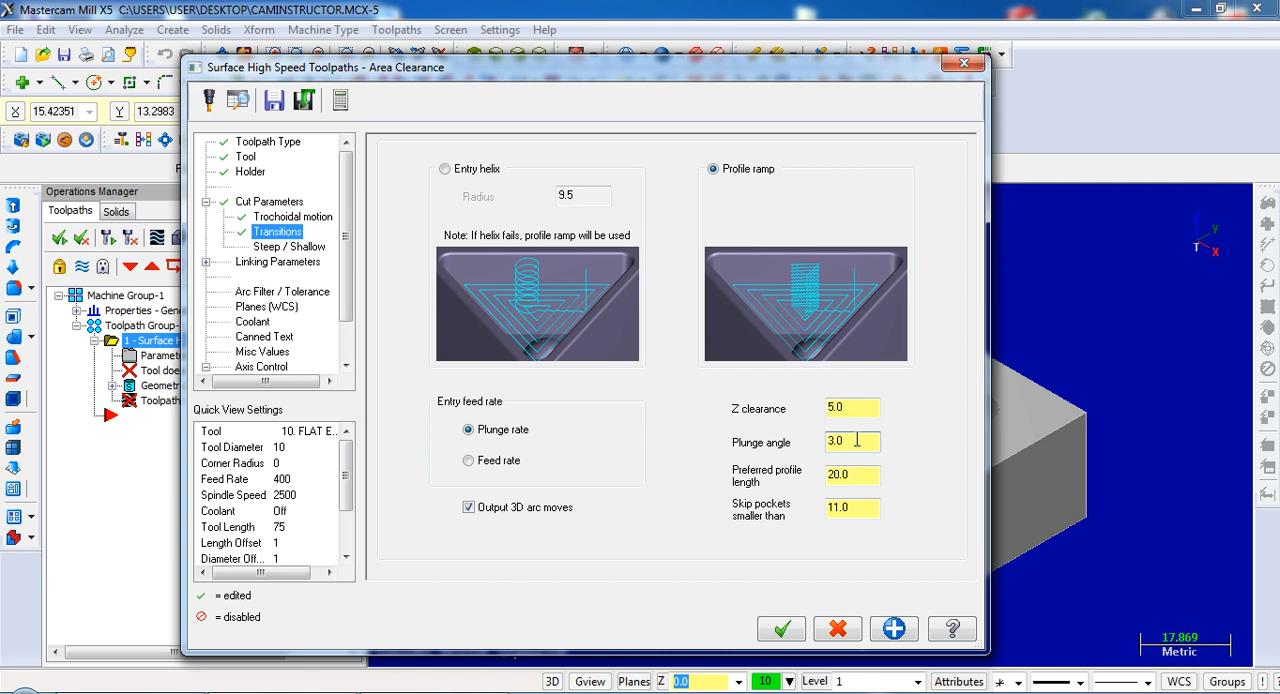 Mastercam Mill X5 C:\USERS\USER\DESKTOP\CAMINSTRUCTOR.MCX-5
File Edit View Analyze Create Solids Xform Machine Type Toolpaths Screen Settings Help
Surface High Speed Toolpaths - Area Clearance
X 15.42351 Y 13.2983
Operations Manager
Toolpaths Solids
Machine Group-1
Properties - Gene
Toolpath Group-
1 - Surface H
Parameti
Tool doe
Geometr
Toolpath
Toolpath Type
Tool
Holder
Cut Parameters
Trochoidal motion
Transitions
Steep / Shallow
Linking Parameters
Arc Filter / Tolerance
Planes (WCS)
Coolant
Canned Text
Misc Values
Axis Control
Quick View Settings
Tool 10. FLAT E..
Tool Diameter 10
Corner Radius 0
Feed Rate 400
Spindle Speed 2500
Coolant Off
Tool Length 75
Length Offset 1
Diameter Off... 1
= edited
= disabled
Entry helix
Radius 9.5
Note: If helix fails, profile ramp will be used
Profile ramp
Entry feed rate
Plunge rate
Feed rate
Output 3D arc moves
Z clearance 5.0
Plunge angle 3.0
Preferred profile length 20.0
Skip pockets smaller than 11.0
Z
Y
T X
17.869
Metric
3D Gview Planes Z 0.0 10 Level 1 Attributes WCS Groups